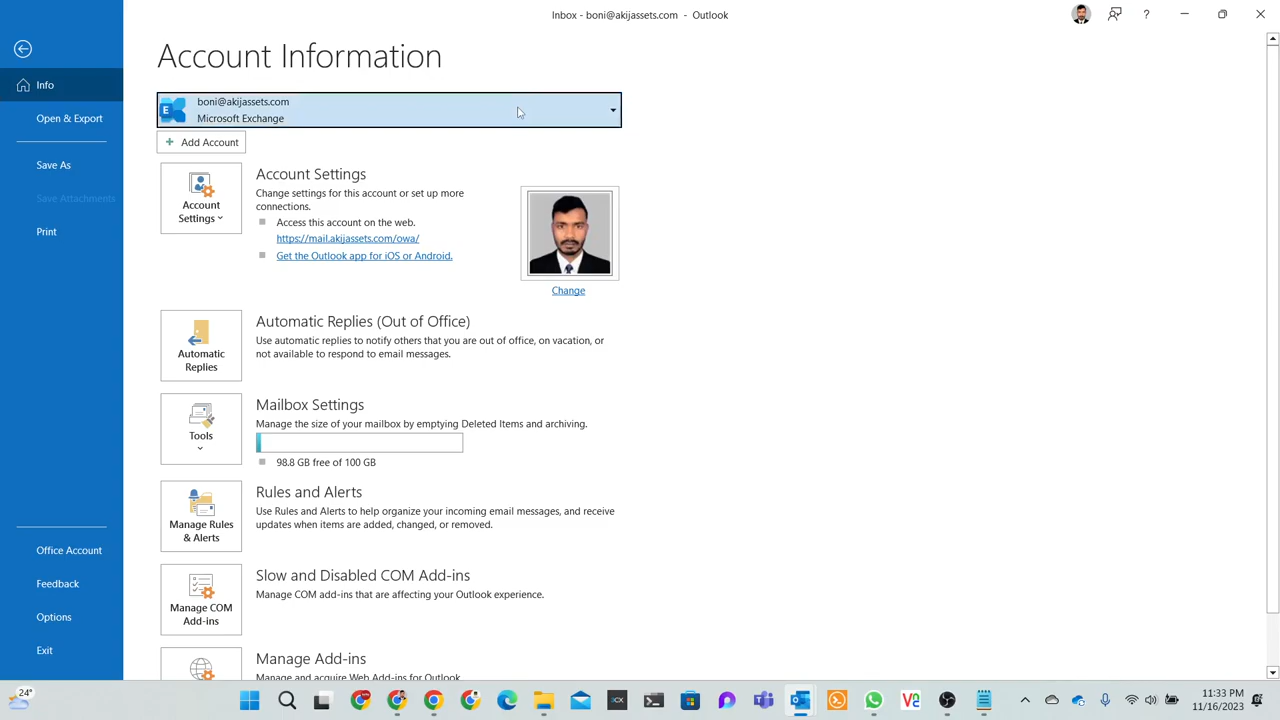 Inbox - boni@akijassets.com - Outlook
?
Account Information
Info
Open & Export
Save As
Save Attachments
Print
Office Account
Feedback
Options
Exit
E
boni@akijassets.com
Microsoft Exchange
+ Add Account
Account
Settings
Account Settings
Change settings for this account or set up more
connections.
Access this account on the web.
https://mail.akijassets.com/owa/
Get the Outlook app for iOS or Android.
Change
Automatic
Replies
Automatic Replies (Out of Office)
Use automatic replies to notify others that you are out of office, on vacation, or
not available to respond to email messages.
Tools
Mailbox Settings
Manage the size of your mailbox by emptying Deleted Items and archiving.
98.8 GB free of 100 GB
Manage Rules
& Alerts
Rules and Alerts
Use Rules and Alerts to help organize your incoming email messages, and receive
updates when items are added, changed, or removed.
Manage COM
Add-ins
Slow and Disabled COM Add-ins
Manage COM add-ins that are affecting your Outlook experience.
Manage Add-ins
Manage and acquire Web Add-ins for Outlook
24°
11:33 PM
11/16/2023